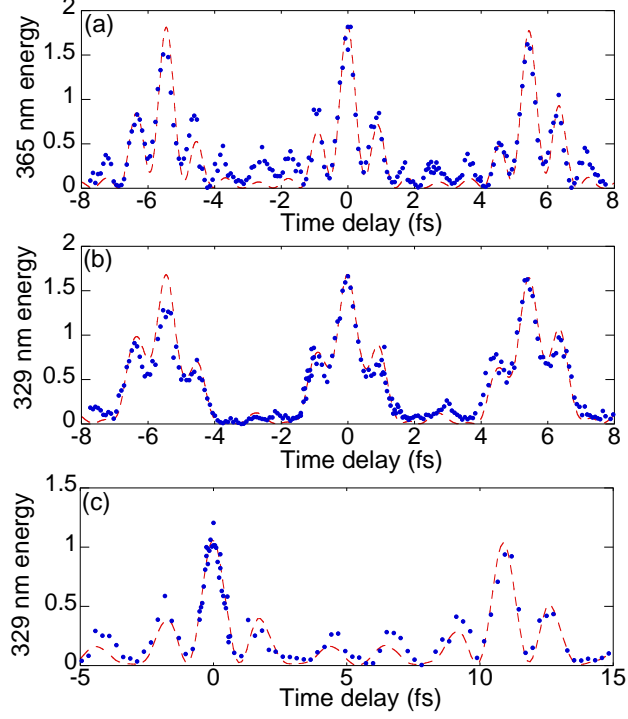 (a)
365 nm energy
2
1.5
1
0.5
0
-8 -6 -4 -2 0 2 4 6 8
Time delay (fs)
(b)
329 nm energy
2
1.5
1
0.5
0
-8 -6 -4 -2 0 2 4 6 8
Time delay (fs)
(c)
329 nm energy
1.5
1
0.5
0
-5 0 5 10 15
Time delay (fs)